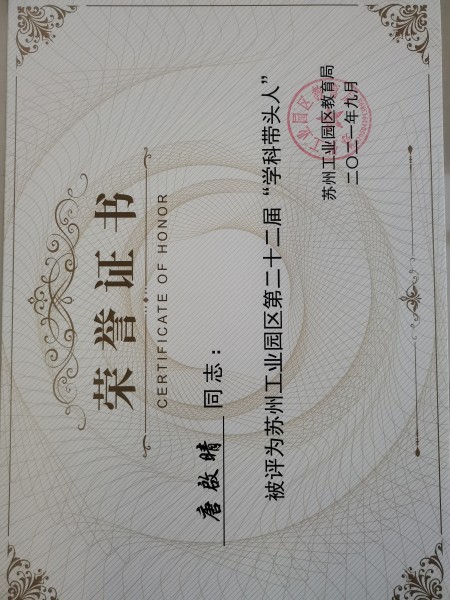 荣誉证书
CERTIFICATE OF HONOR
唐啟晴 同志：
被评为苏州工业园区第二十二届“学科带头人”
苏州工业园区教育局
二〇二一年九月